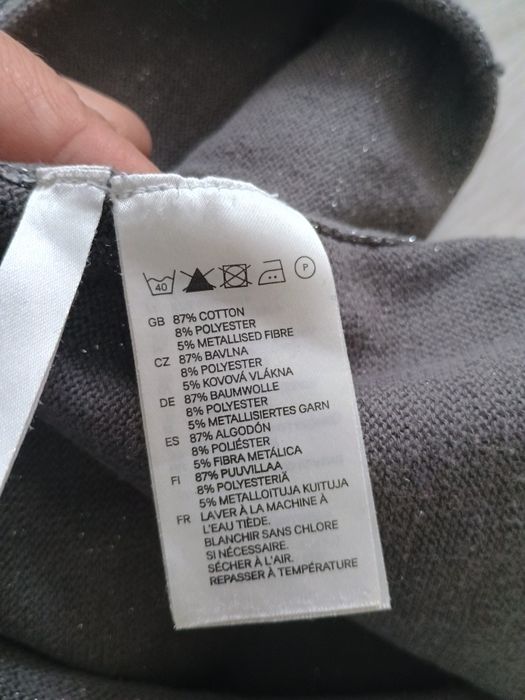 40 P
GB 87% COTTON
8% POLYESTER
5% METALLISED FIBRE
CZ 87% BAVLNA
8% POLYESTER
5% KOVOVÁ VLÁKNA
DE 87% BAUMWOLLE
8% POLYESTER
5% METALLISIERTES GARN
ES 87% ALGODÓN
8% POLIÉSTER
5% FIBRA METÁLICA
FI 87% PUUVILLAA
8% POLYESTERIÄ
5% METALLOITUJA KUITUJA
FR LAVER À LA MACHINE À
L'EAU TIÈDE.
BLANCHIR SANS CHLORE
SI NÉCESSAIRE.
SÉCHER À L'AIR.
REPASSER À TEMPÉRATURE